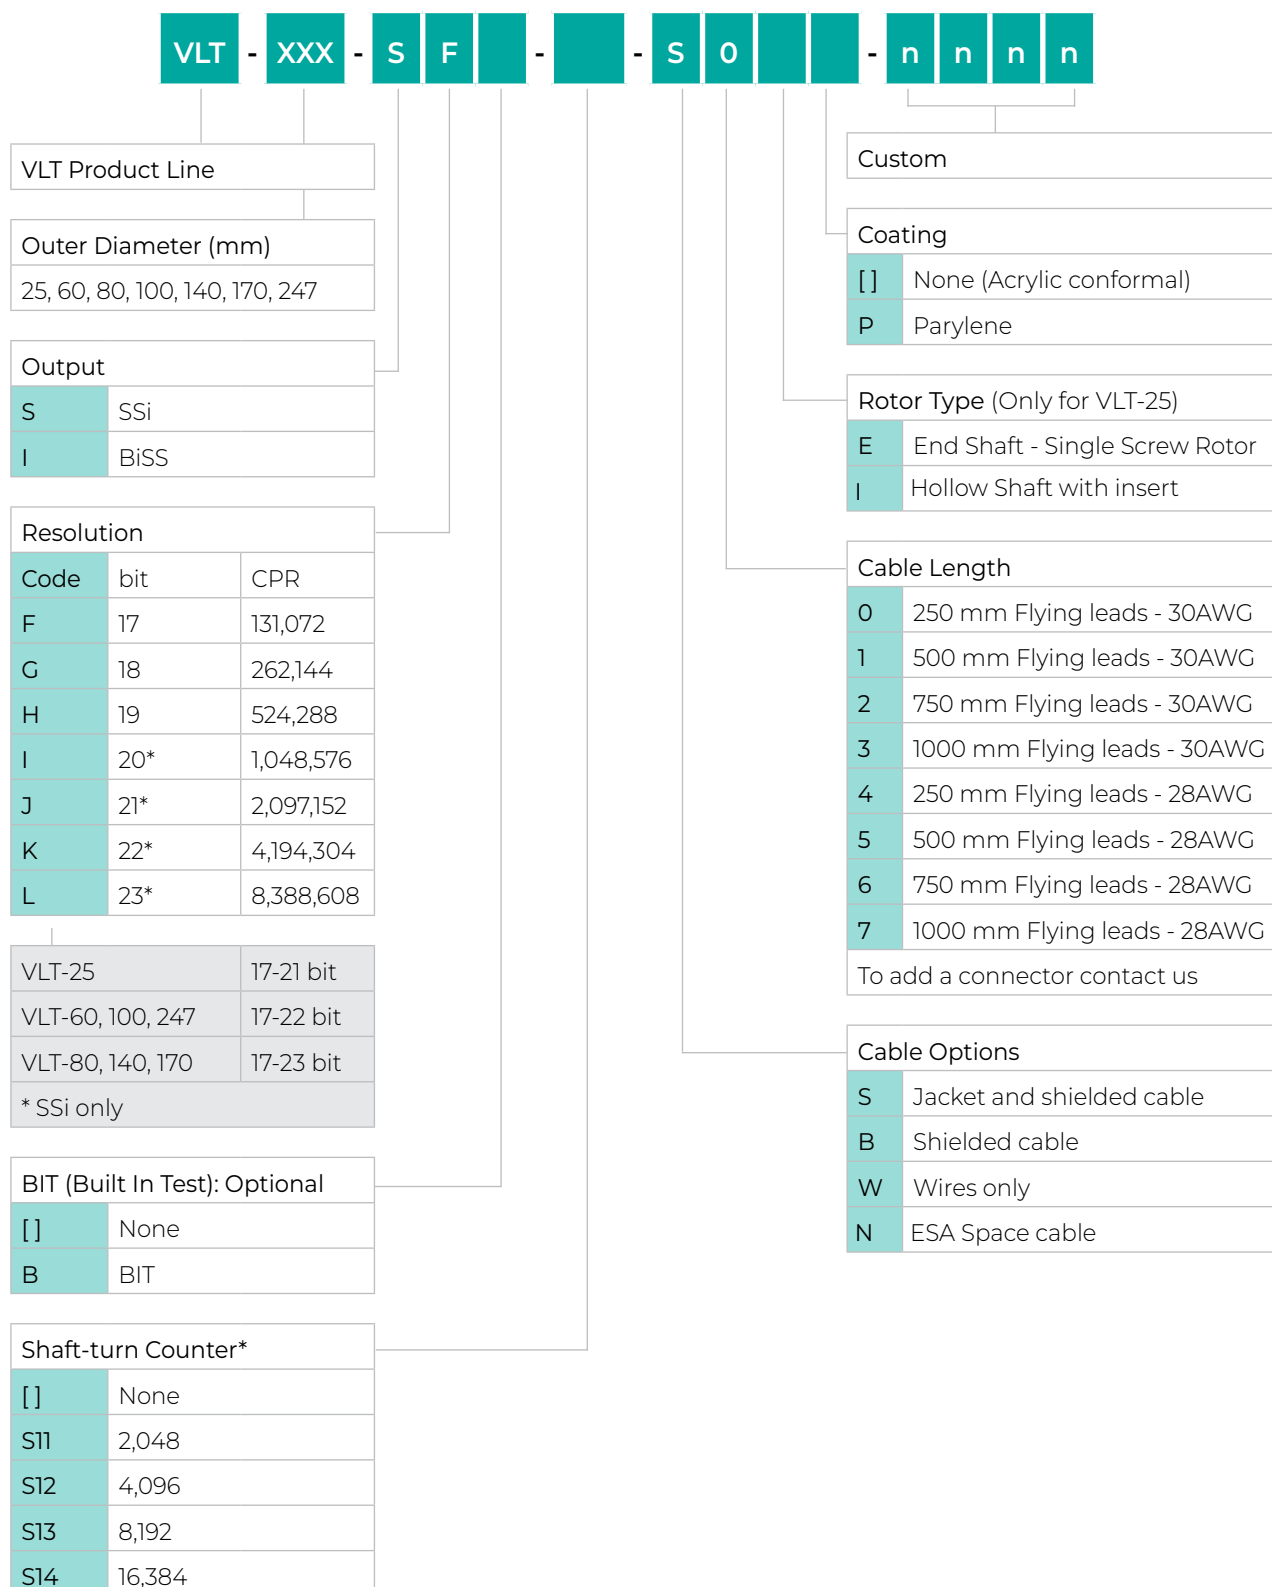 VLT - XXX - S F - - S 0 - n n n n
VLT Product Line
Outer Diameter (mm)
25, 60, 80, 100, 140, 170, 247
Output
S SSi
I BiSS
Resolution
Code bit CPR
F 17 131,072
G 18 262,144
H 19 524,288
I 20* 1,048,576
J 21* 2,097,152
K 22* 4,194,304
L 23* 8,388,608
VLT-25 17-21 bit
VLT-60, 100, 247 17-22 bit
VLT-80, 140, 170 17-23 bit
* SSi only
BIT (Built In Test): Optional
[ ] None
B BIT
Shaft-turn Counter*
[ ] None
S11 2,048
S12 4,096
S13 8,192
S14 16,384
Custom
Coating
[ ] None (Acrylic conformal)
P Parylene
Rotor Type (Only for VLT-25)
E End Shaft - Single Screw Rotor
I Hollow Shaft with insert
Cable Length
0 250 mm Flying leads - 30AWG
1 500 mm Flying leads - 30AWG
2 750 mm Flying leads - 30AWG
3 1000 mm Flying leads - 30AWG
4 250 mm Flying leads - 28AWG
5 500 mm Flying leads - 28AWG
6 750 mm Flying leads - 28AWG
7 1000 mm Flying leads - 28AWG
To add a connector contact us
Cable Options
S Jacket and shielded cable
B Shielded cable
W Wires only
N ESA Space cable